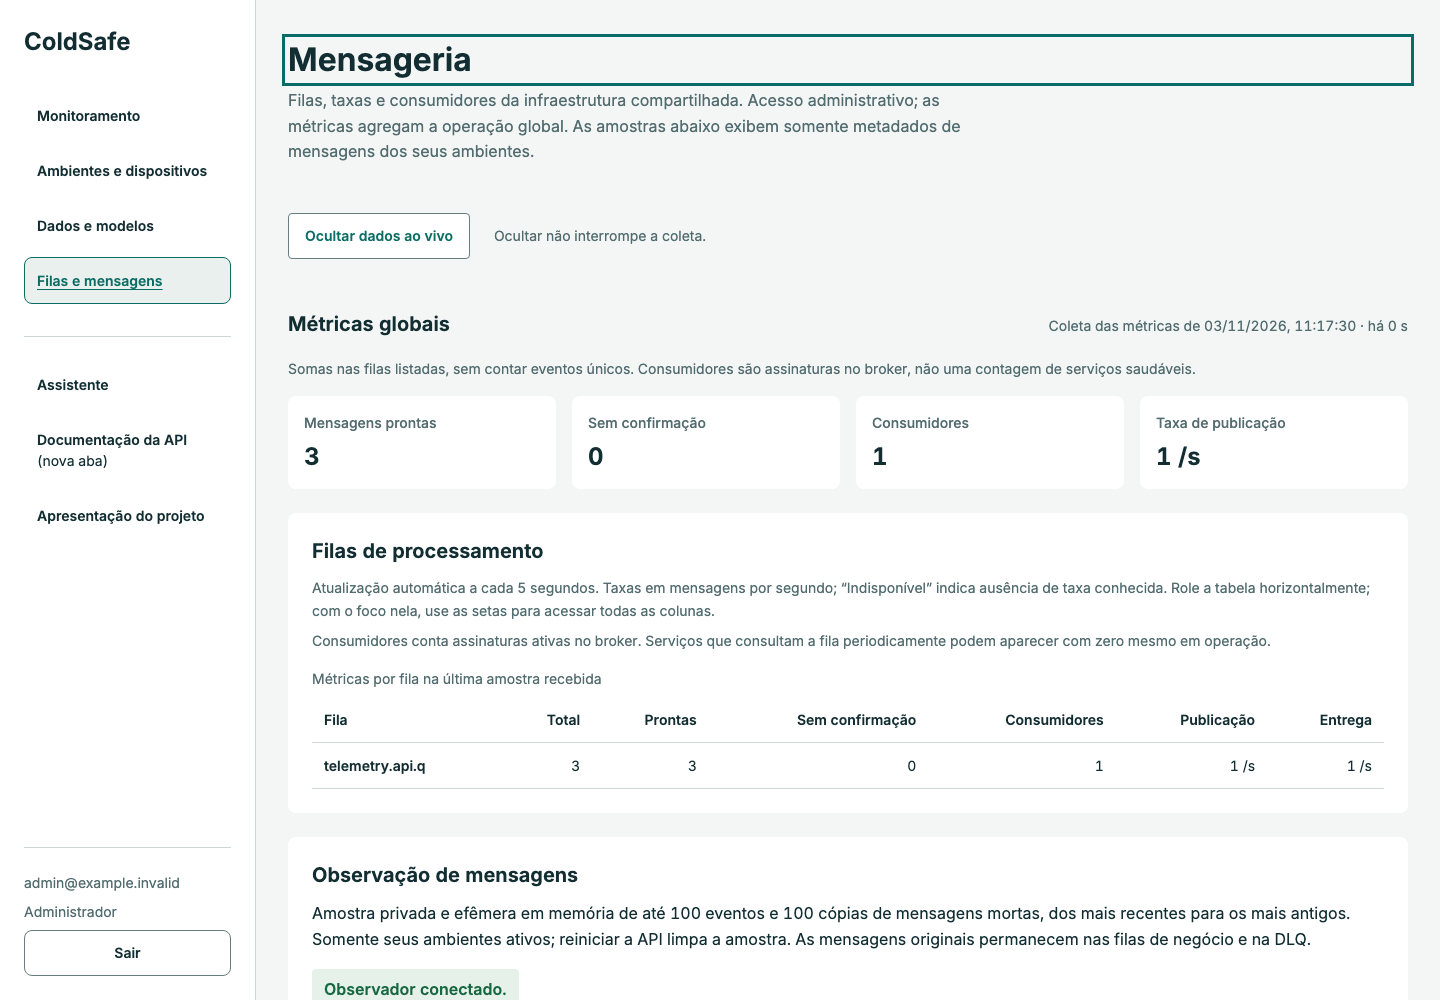 ColdSafe
Monitoramento
Ambientes e dispositivos
Dados e modelos
Filas e mensagens
Assistente
Documentação da API
(nova aba)
Apresentação do projeto
admin@example.invalid
Administrador
Sair
Mensageria
Filas, taxas e consumidores da infraestrutura compartilhada. Acesso administrativo; as
métricas agregam a operação global. As amostras abaixo exibem somente metadados de
mensagens dos seus ambientes.
Ocultar dados ao vivo
Ocultar não interrompe a coleta.
Métricas globais
Coleta das métricas de 03/11/2026, 11:17:30 · há 0 s
Somas nas filas listadas, sem contar eventos únicos. Consumidores são assinaturas no broker, não uma contagem de serviços saudáveis.
Mensagens prontas
3
Sem confirmação
0
Consumidores
1
Taxa de publicação
1 /s
Filas de processamento
Atualização automática a cada 5 segundos. Taxas em mensagens por segundo; “Indisponível” indica ausência de taxa conhecida. Role a tabela horizontalmente;
com o foco nela, use as setas para acessar todas as colunas.
Consumidores conta assinaturas ativas no broker. Serviços que consultam a fila periodicamente podem aparecer com zero mesmo em operação.
Métricas por fila na última amostra recebida
Fila Total Prontas Sem confirmação Consumidores Publicação Entrega
telemetry.api.q 3 3 0 1 1 /s 1 /s
Observação de mensagens
Amostra privada e efêmera em memória de até 100 eventos e 100 cópias de mensagens mortas, dos mais recentes para os mais antigos.
Somente seus ambientes ativos; reiniciar a API limpa a amostra. As mensagens originais permanecem nas filas de negócio e na DLQ.
Observador conectado.